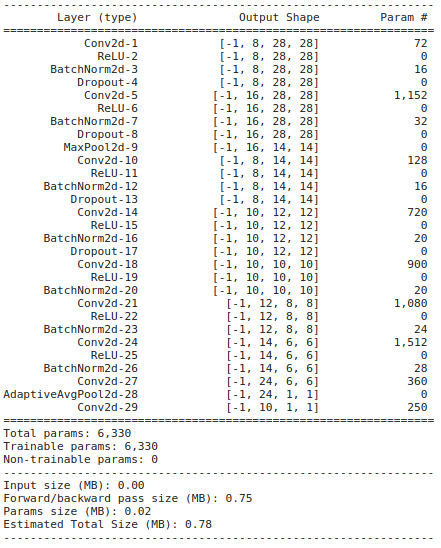 ----------------------------------------------------------------
Layer (type) Output Shape Param #
================================================================
Conv2d-1 [-1, 8, 28, 28] 72
ReLU-2 [-1, 8, 28, 28] 0
BatchNorm2d-3 [-1, 8, 28, 28] 16
Dropout-4 [-1, 8, 28, 28] 0
Conv2d-5 [-1, 16, 28, 28] 1,152
ReLU-6 [-1, 16, 28, 28] 0
BatchNorm2d-7 [-1, 16, 28, 28] 32
Dropout-8 [-1, 16, 28, 28] 0
MaxPool2d-9 [-1, 16, 14, 14] 0
Conv2d-10 [-1, 8, 14, 14] 128
ReLU-11 [-1, 8, 14, 14] 0
BatchNorm2d-12 [-1, 8, 14, 14] 16
Dropout-13 [-1, 8, 14, 14] 0
Conv2d-14 [-1, 10, 12, 12] 720
ReLU-15 [-1, 10, 12, 12] 0
BatchNorm2d-16 [-1, 10, 12, 12] 20
Dropout-17 [-1, 10, 12, 12] 0
Conv2d-18 [-1, 10, 10, 10] 900
ReLU-19 [-1, 10, 10, 10] 0
BatchNorm2d-20 [-1, 10, 10, 10] 20
Conv2d-21 [-1, 12, 8, 8] 1,080
ReLU-22 [-1, 12, 8, 8] 0
BatchNorm2d-23 [-1, 12, 8, 8] 24
Conv2d-24 [-1, 14, 6, 6] 1,512
ReLU-25 [-1, 14, 6, 6] 0
BatchNorm2d-26 [-1, 14, 6, 6] 28
Conv2d-27 [-1, 24, 6, 6] 360
AdaptiveAvgPool2d-28 [-1, 24, 1, 1] 0
Conv2d-29 [-1, 10, 1, 1] 250
================================================================
Total params: 6,330
Trainable params: 6,330
Non-trainable params: 0
----------------------------------------------------------------
Input size (MB): 0.00
Forward/backward pass size (MB): 0.75
Params size (MB): 0.02
Estimated Total Size (MB): 0.78
----------------------------------------------------------------